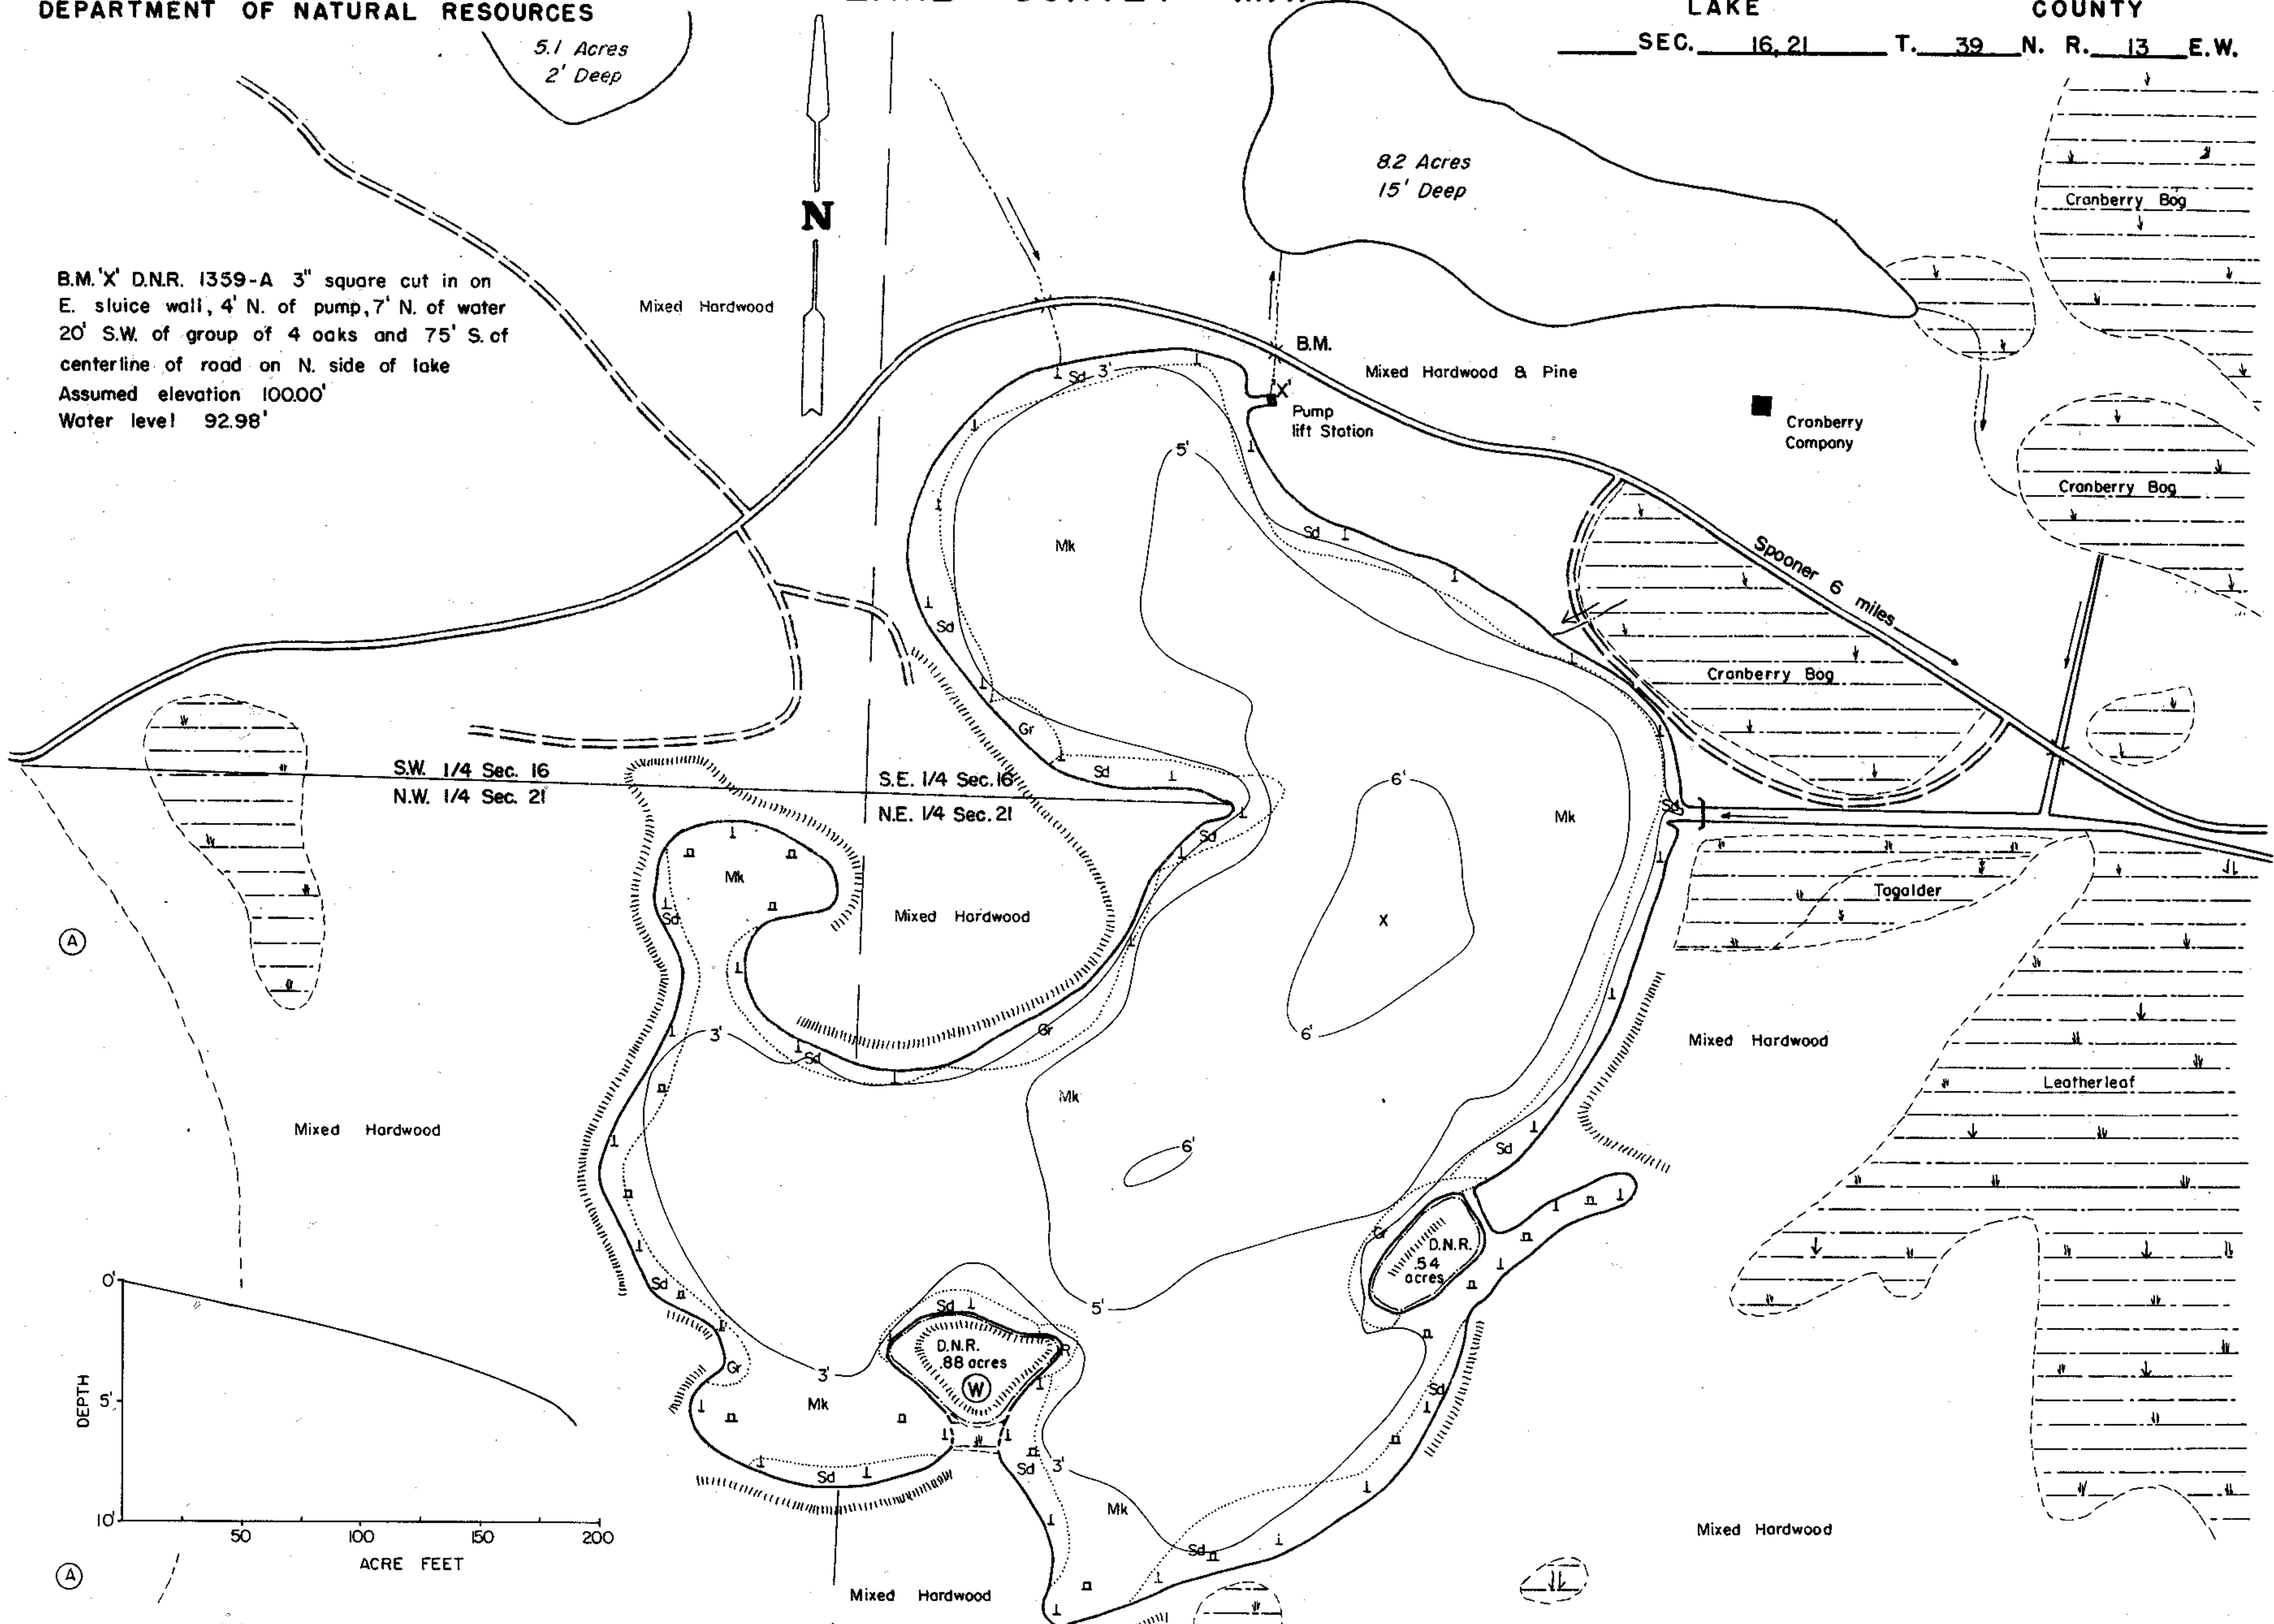 DEPARTMENT OF NATURAL RESOURCES
LAKE
COUNTY
SEC. 16, 21 T. 39 N. R. 13 E.W.
5.1 Acres
2' Deep
N
8.2 Acres
15' Deep
Cranberry Bog
B.M. 'X' D.N.R. 1359-A 3" square cut in on
E. sluice wall, 4' N. of pump, 7' N. of water
20' S.W. of group of 4 oaks and 75' S. of
centerline of road on N. side of lake
Assumed elevation 100.00'
Water level 92.98'
Mixed Hardwood
B.M.
Mixed Hardwood & Pine
Sd
3'
'X'
Pump
lift Station
Cranberry
Company
5'
Cranberry Bog
Sd
Mk
Spooner 6 miles
Sd
Cranberry Bog
Gr
S.W. 1/4 Sec. 16
N.W. 1/4 Sec. 21
S.E. 1/4 Sec. 16
N.E. 1/4 Sec. 21
Sd
6'
Sd
Mk
Sd
Mk
Sd
Mixed Hardwood
X
Tagalder
A
3'
Sd
Gr
6'
Mixed Hardwood
Mk
Leatherleaf
Mixed Hardwood
6'
Sd
Gr
D.N.R.
.54
acres
Sd
Sd
5'
D.N.R.
.88 acres
W
R
Gr
3'
Mk
Sd
Sd
Sd
3'
Mk
Sd
Mixed Hardwood
0'
5'
10'
DEPTH
50
100
150
200
ACRE FEET
A
Mixed Hardwood